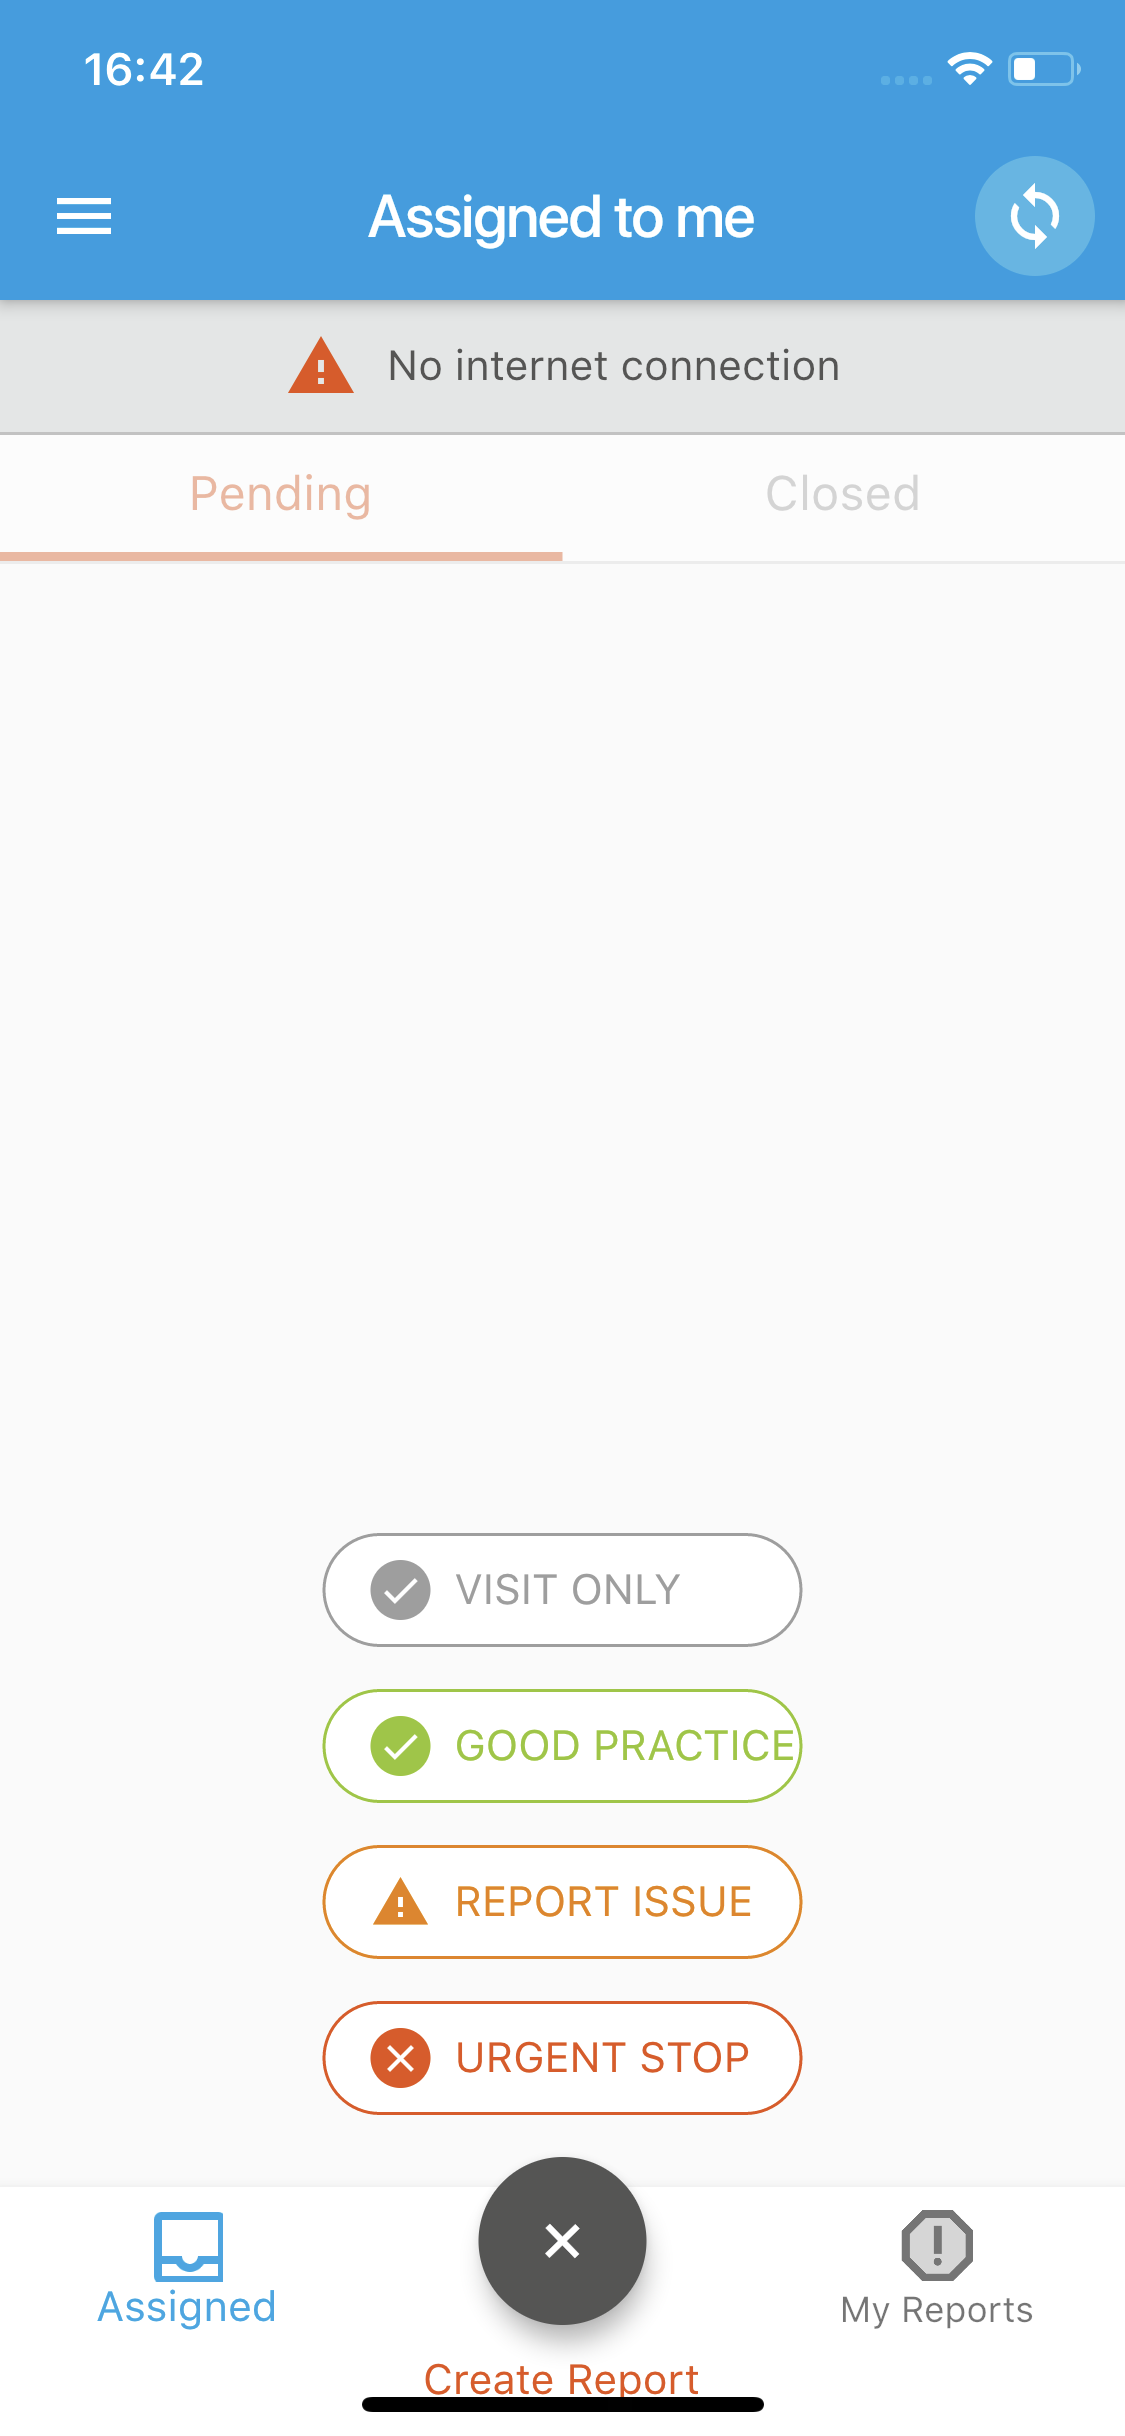 16:42
Assigned to me
No internet connection
Pending
Closed
VISIT ONLY
GOOD PRACTICE
REPORT ISSUE
URGENT STOP
Assigned
My Reports
Create Report